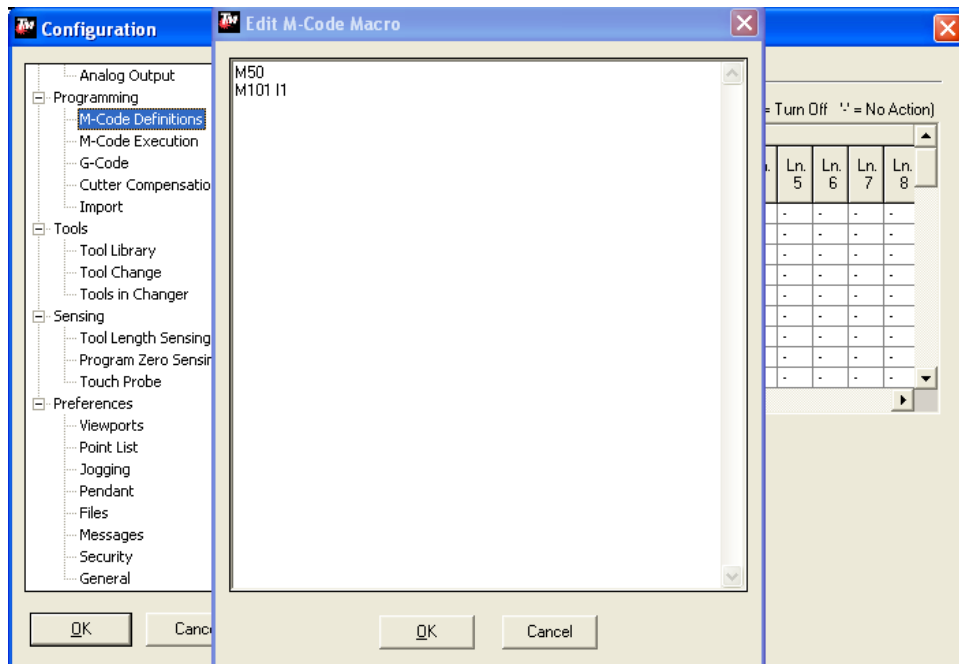 Configuration
Analog Output
Programming
M-Code Definitions
M-Code Execution
G-Code
Cutter Compensatio
Import
Tools
Tool Library
Tool Change
Tools in Changer
Sensing
Tool Length Sensing
Program Zero Sensin
Touch Probe
Preferences
Viewports
Point List
Jogging
Pendant
Files
Messages
Security
General
OK
Canc
Edit M-Code Macro
M50
M101 I1
OK
Cancel
= Turn Off '-' = No Action)
Ln. 5 Ln. 6 Ln. 7 Ln. 8
- - - -
- - - -
- - - -
- - - -
- - - -
- - - -
- - - -
- - - -
- - - -